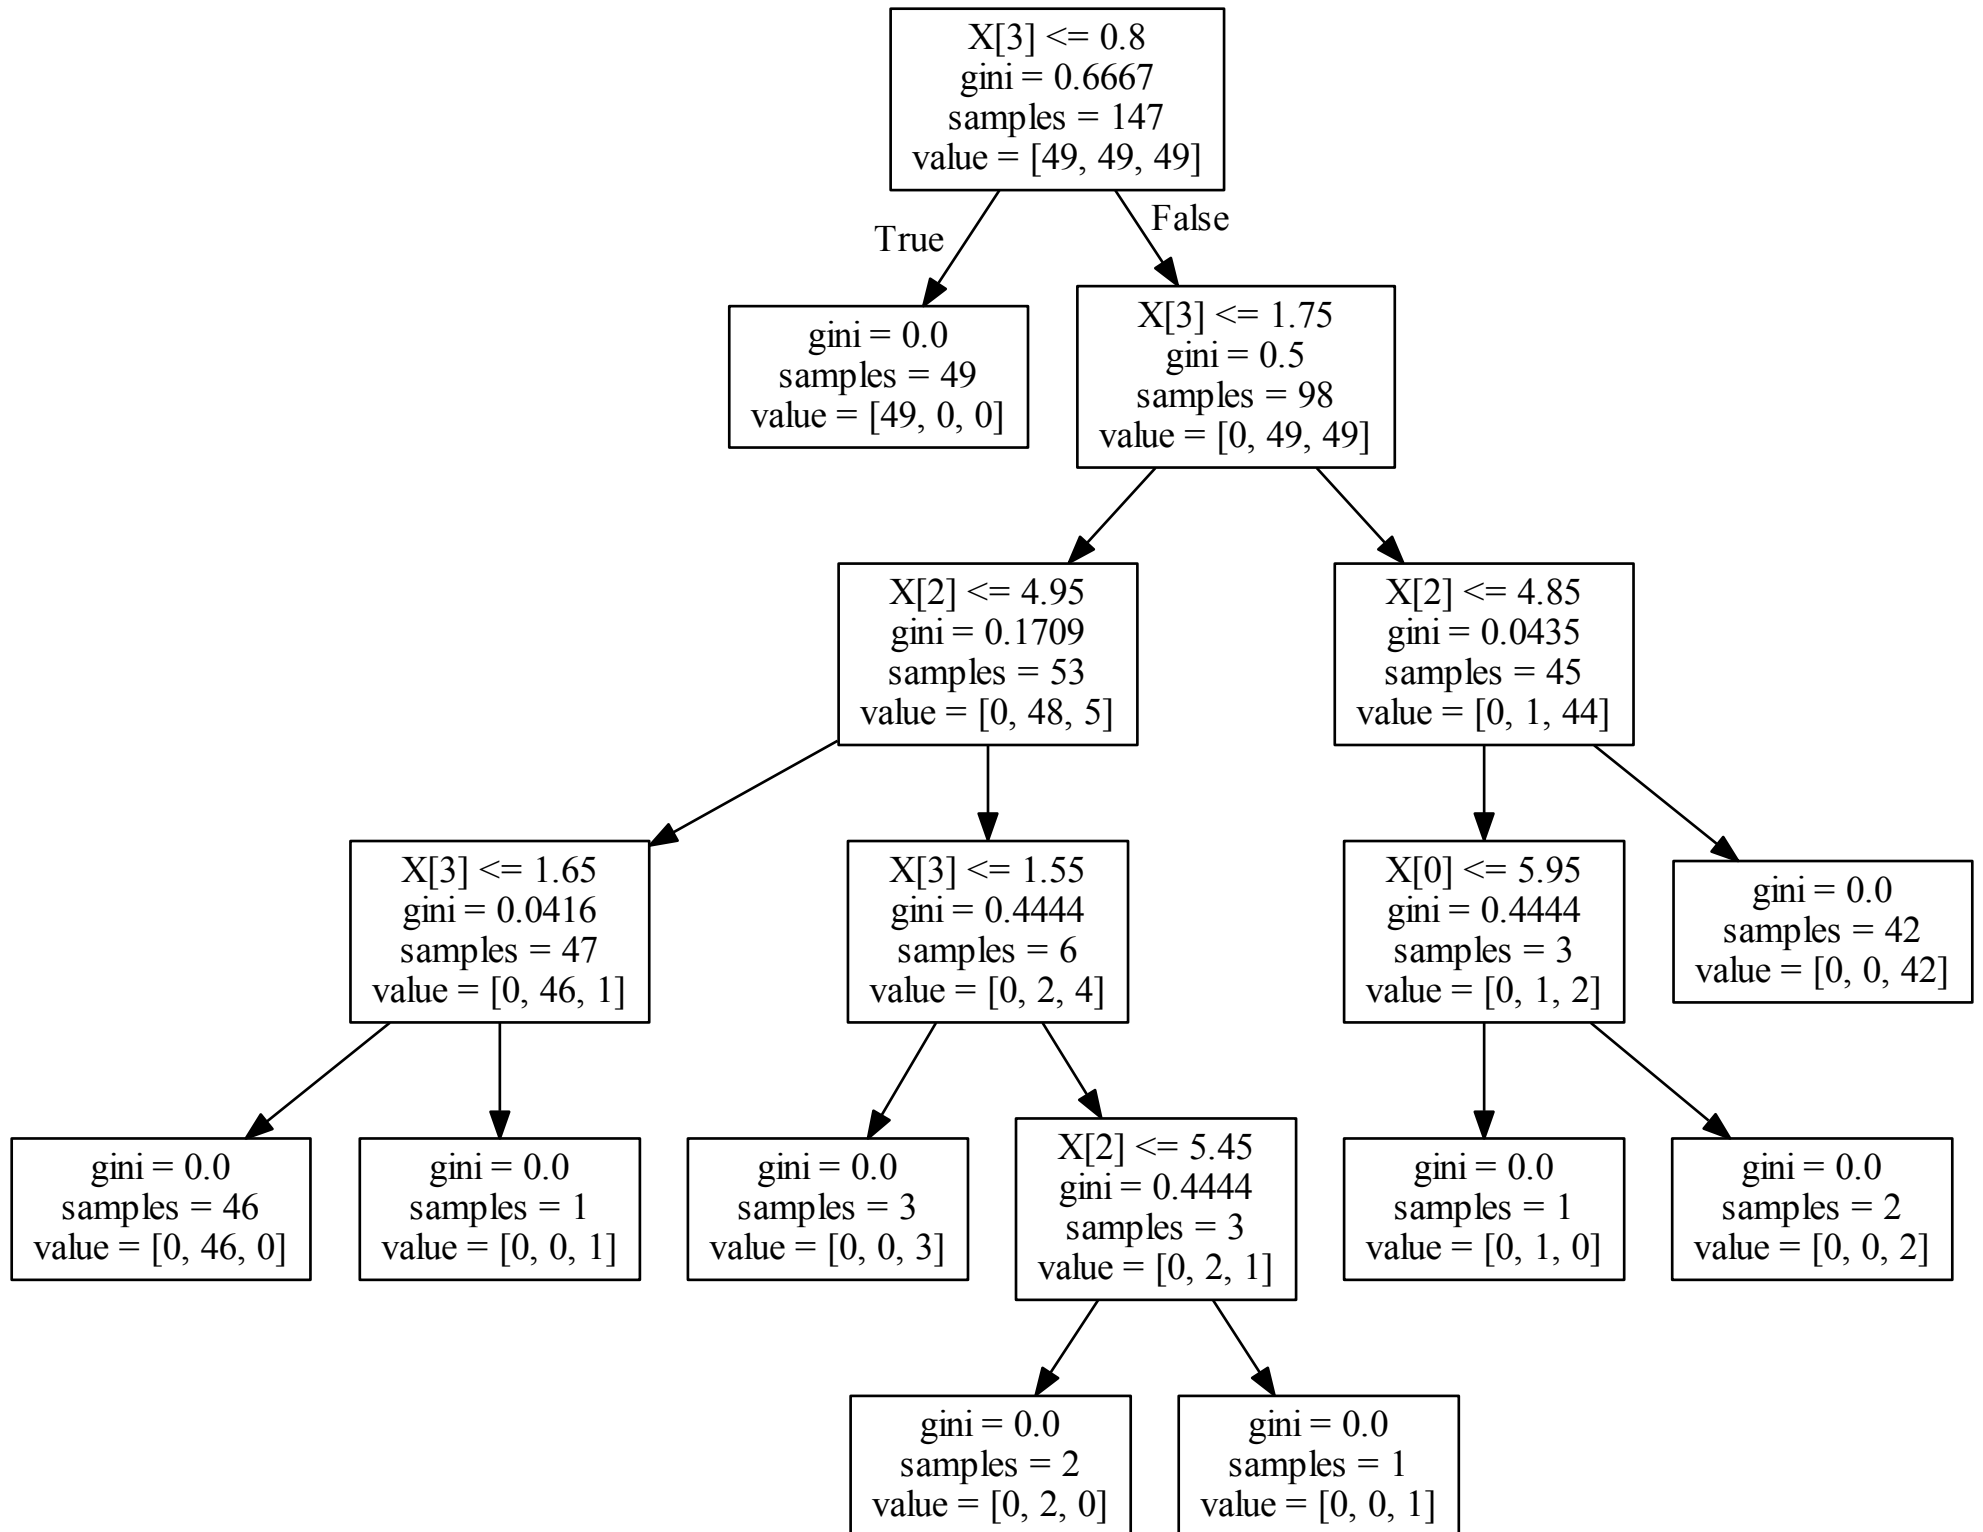 X[3] <= 0.8
gini = 0.6667
samples = 147
value = [49, 49, 49]
True
False
gini = 0.0
samples = 49
value = [49, 0, 0]
X[3] <= 1.75
gini = 0.5
samples = 98
value = [0, 49, 49]
X[2] <= 4.95
gini = 0.1709
samples = 53
value = [0, 48, 5]
X[2] <= 4.85
gini = 0.0435
samples = 45
value = [0, 1, 44]
X[3] <= 1.65
gini = 0.0416
samples = 47
value = [0, 46, 1]
X[3] <= 1.55
gini = 0.4444
samples = 6
value = [0, 2, 4]
X[0] <= 5.95
gini = 0.4444
samples = 3
value = [0, 1, 2]
gini = 0.0
samples = 42
value = [0, 0, 42]
gini = 0.0
samples = 46
value = [0, 46, 0]
gini = 0.0
samples = 1
value = [0, 0, 1]
gini = 0.0
samples = 3
value = [0, 0, 3]
X[2] <= 5.45
gini = 0.4444
samples = 3
value = [0, 2, 1]
gini = 0.0
samples = 1
value = [0, 1, 0]
gini = 0.0
samples = 2
value = [0, 0, 2]
gini = 0.0
samples = 2
value = [0, 2, 0]
gini = 0.0
samples = 1
value = [0, 0, 1]